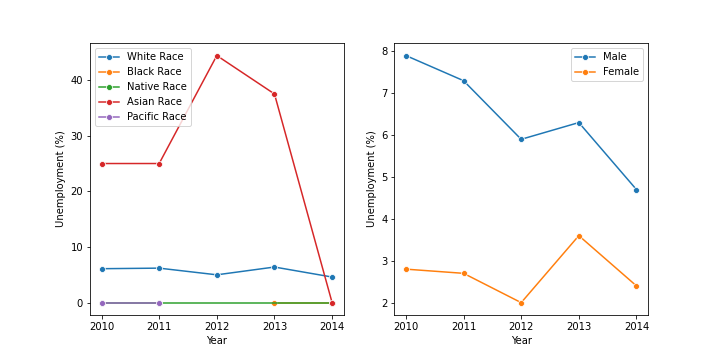 White Race
Black Race
Native Race
Asian Race
Pacific Race
40
30
20
10
0
Unemployment (%)
2010 2011 2012 2013 2014
Year
Male
Female
8
7
6
5
4
3
2
Unemployment (%)
2010 2011 2012 2013 2014
Year